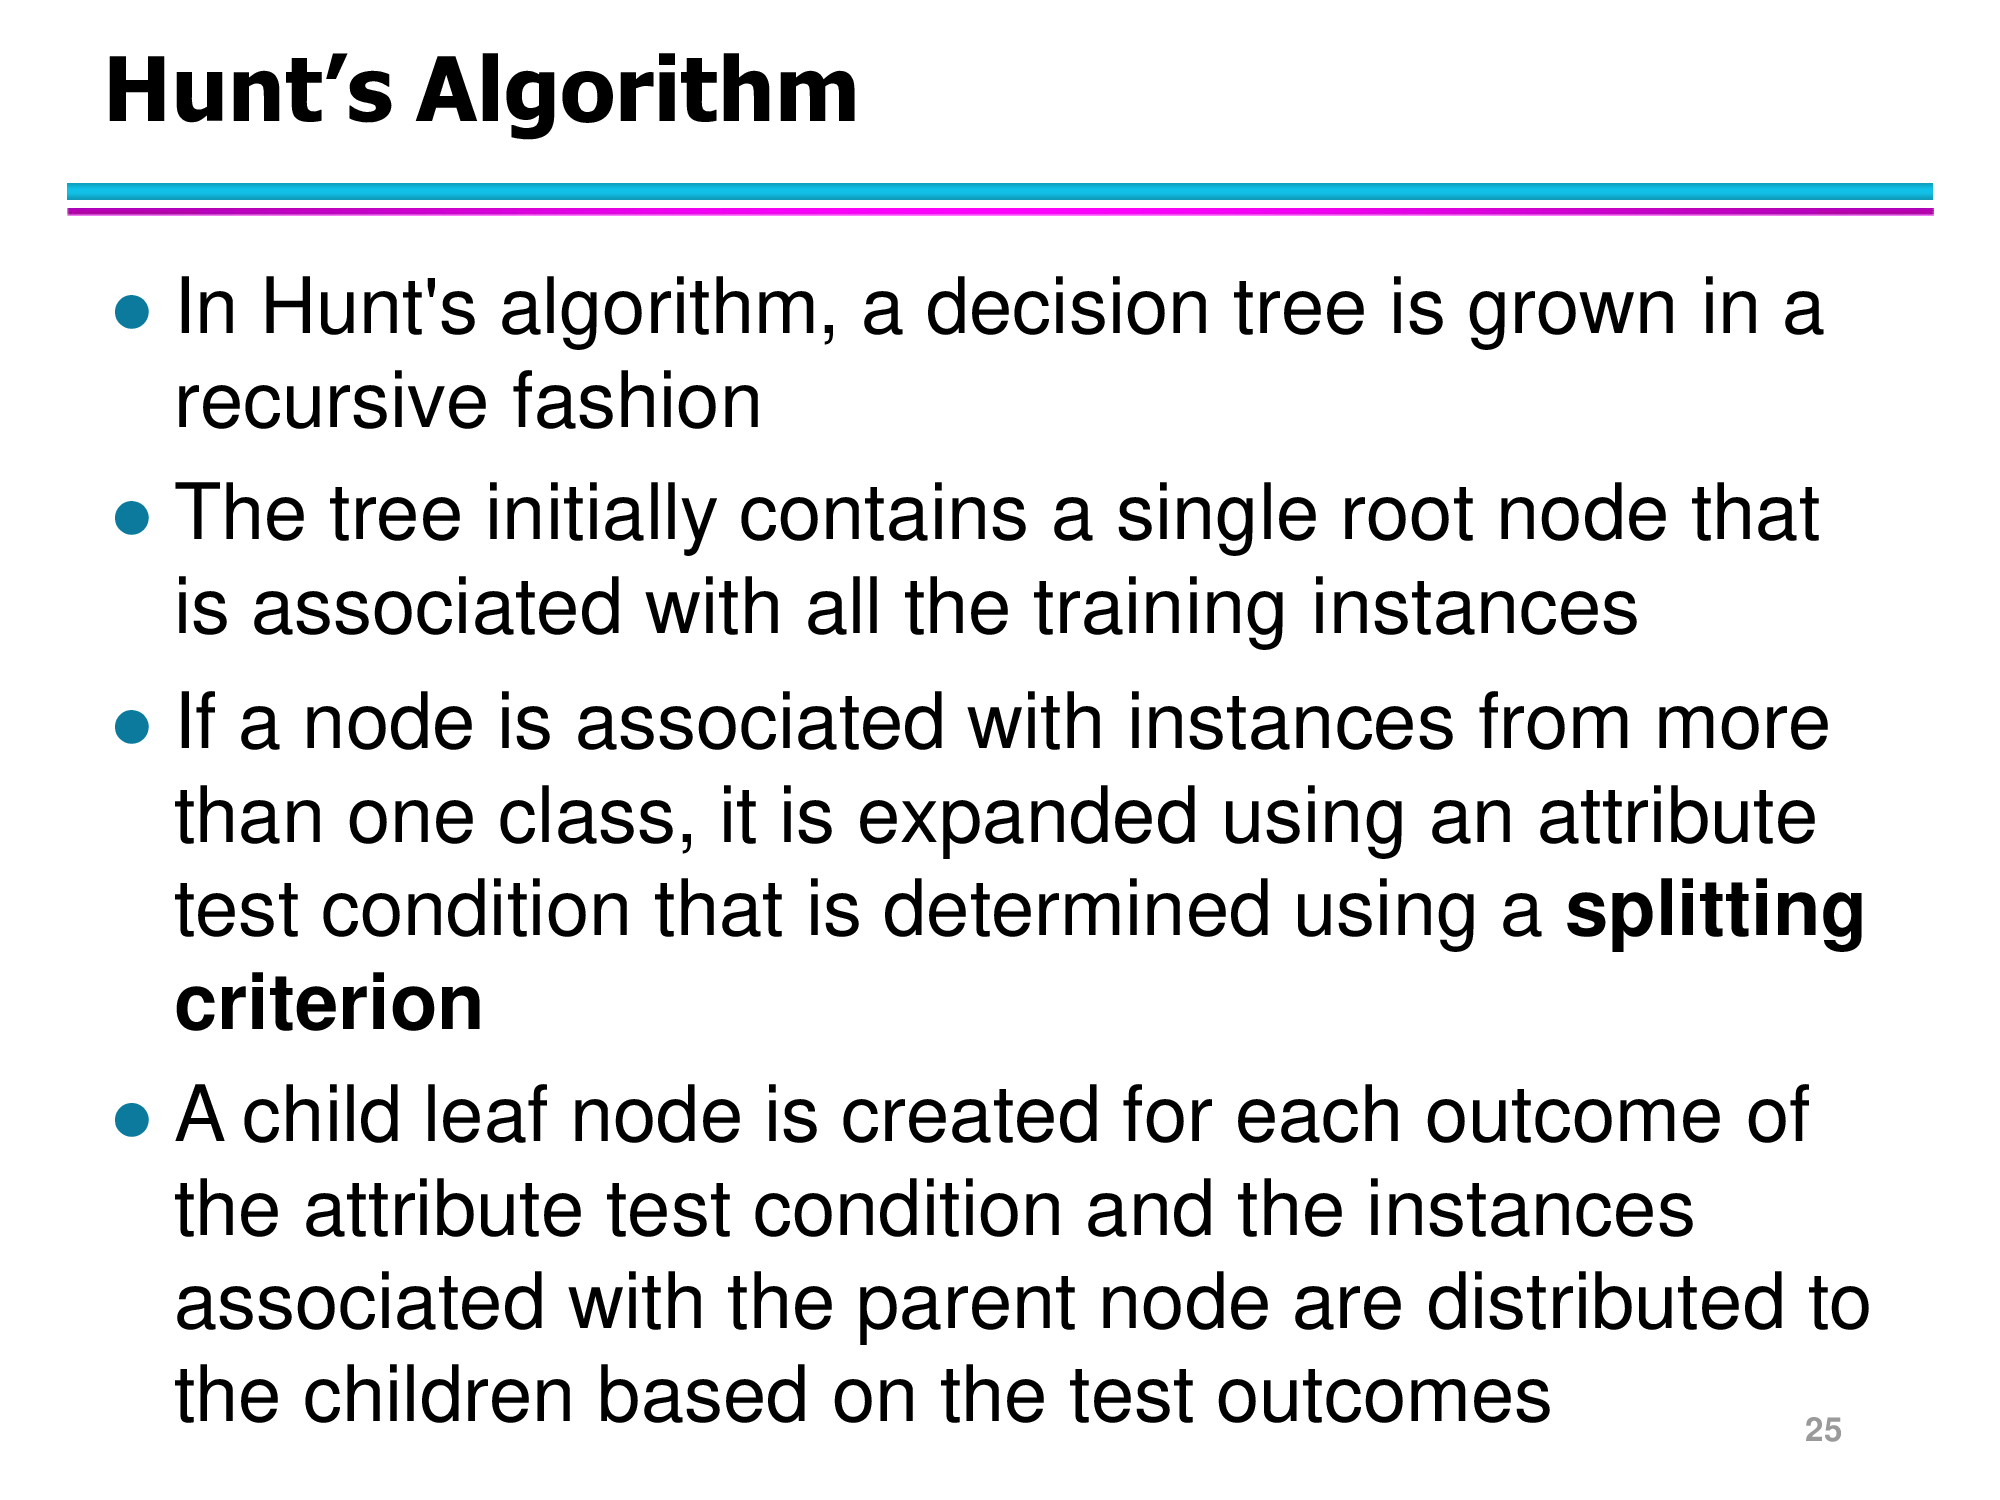 Hunt’s Algorithm
In Hunt's algorithm, a decision tree is grown in a
recursive fashion
The tree initially contains a single root node that
is associated with all the training instances
If a node is associated with instances from more
than one class, it is expanded using an attribute
test condition that is determined using a splitting
criterion
A child leaf node is created for each outcome of
the attribute test condition and the instances
associated with the parent node are distributed to
the children based on the test outcomes
25